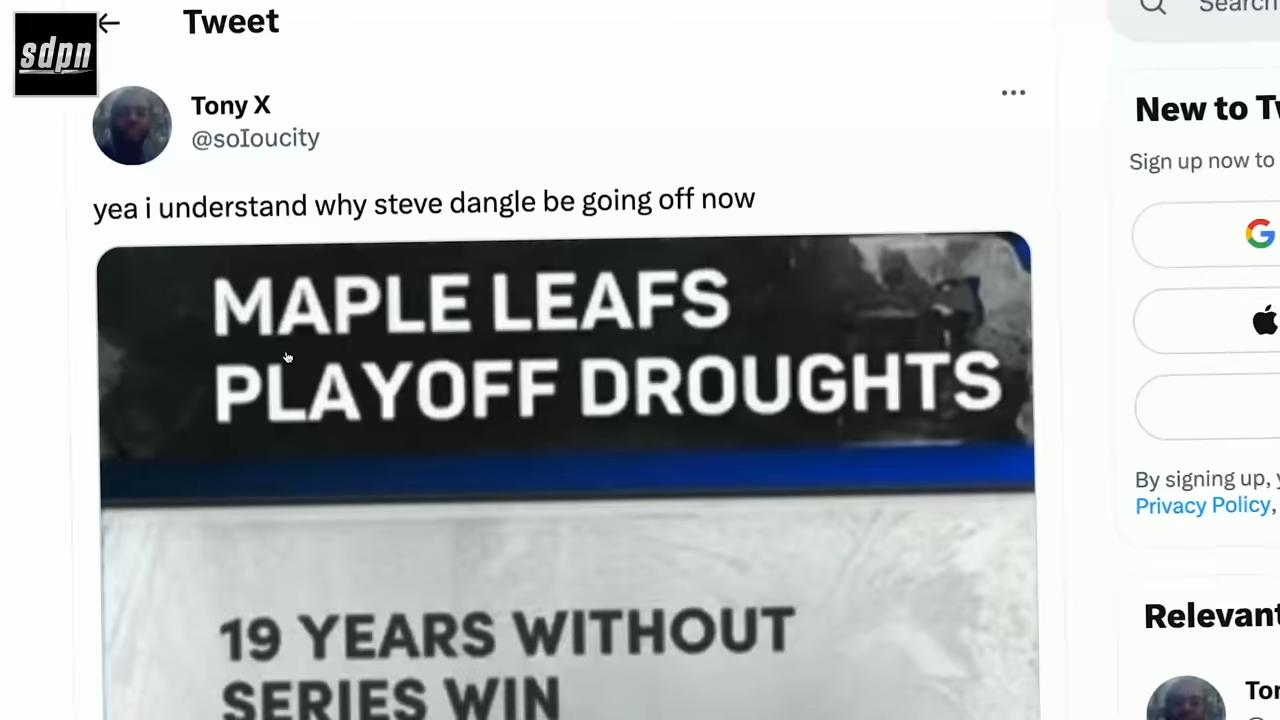 sdpn
Tweet
Search
Tony X
@soIoucity
New to Tw
Sign up now to
yea i understand why steve dangle be going off now
MAPLE LEAFS
PLAYOFF DROUGHTS
By signing up, y
Privacy Policy,
19 YEARS WITHOUT
SERIES WIN
Relevant
Ton